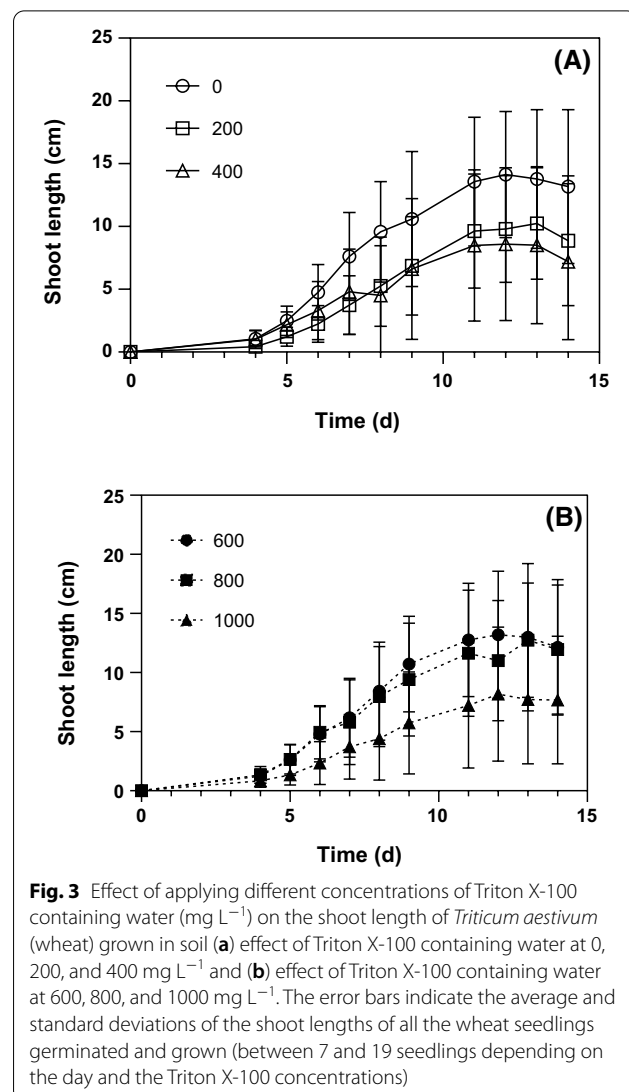 25
(A)
0
20
200
400
15
Shoot length (cm)
10
5
0
0 5 10 15
Time (d)
25
(B)
600
20
800
1000
15
Shoot length (cm)
10
5
0
0 5 10 15
Time (d)
Fig. 3 Effect of applying different concentrations of Triton X-100
containing water (mg L⁻¹) on the shoot length of Triticum aestivum
(wheat) grown in soil (a) effect of Triton X-100 containing water at 0,
200, and 400 mg L⁻¹ and (b) effect of Triton X-100 containing water
at 600, 800, and 1000 mg L⁻¹. The error bars indicate the average and
standard deviations of the shoot lengths of all the wheat seedlings
germinated and grown (between 7 and 19 seedlings depending on
the day and the Triton X-100 concentrations)